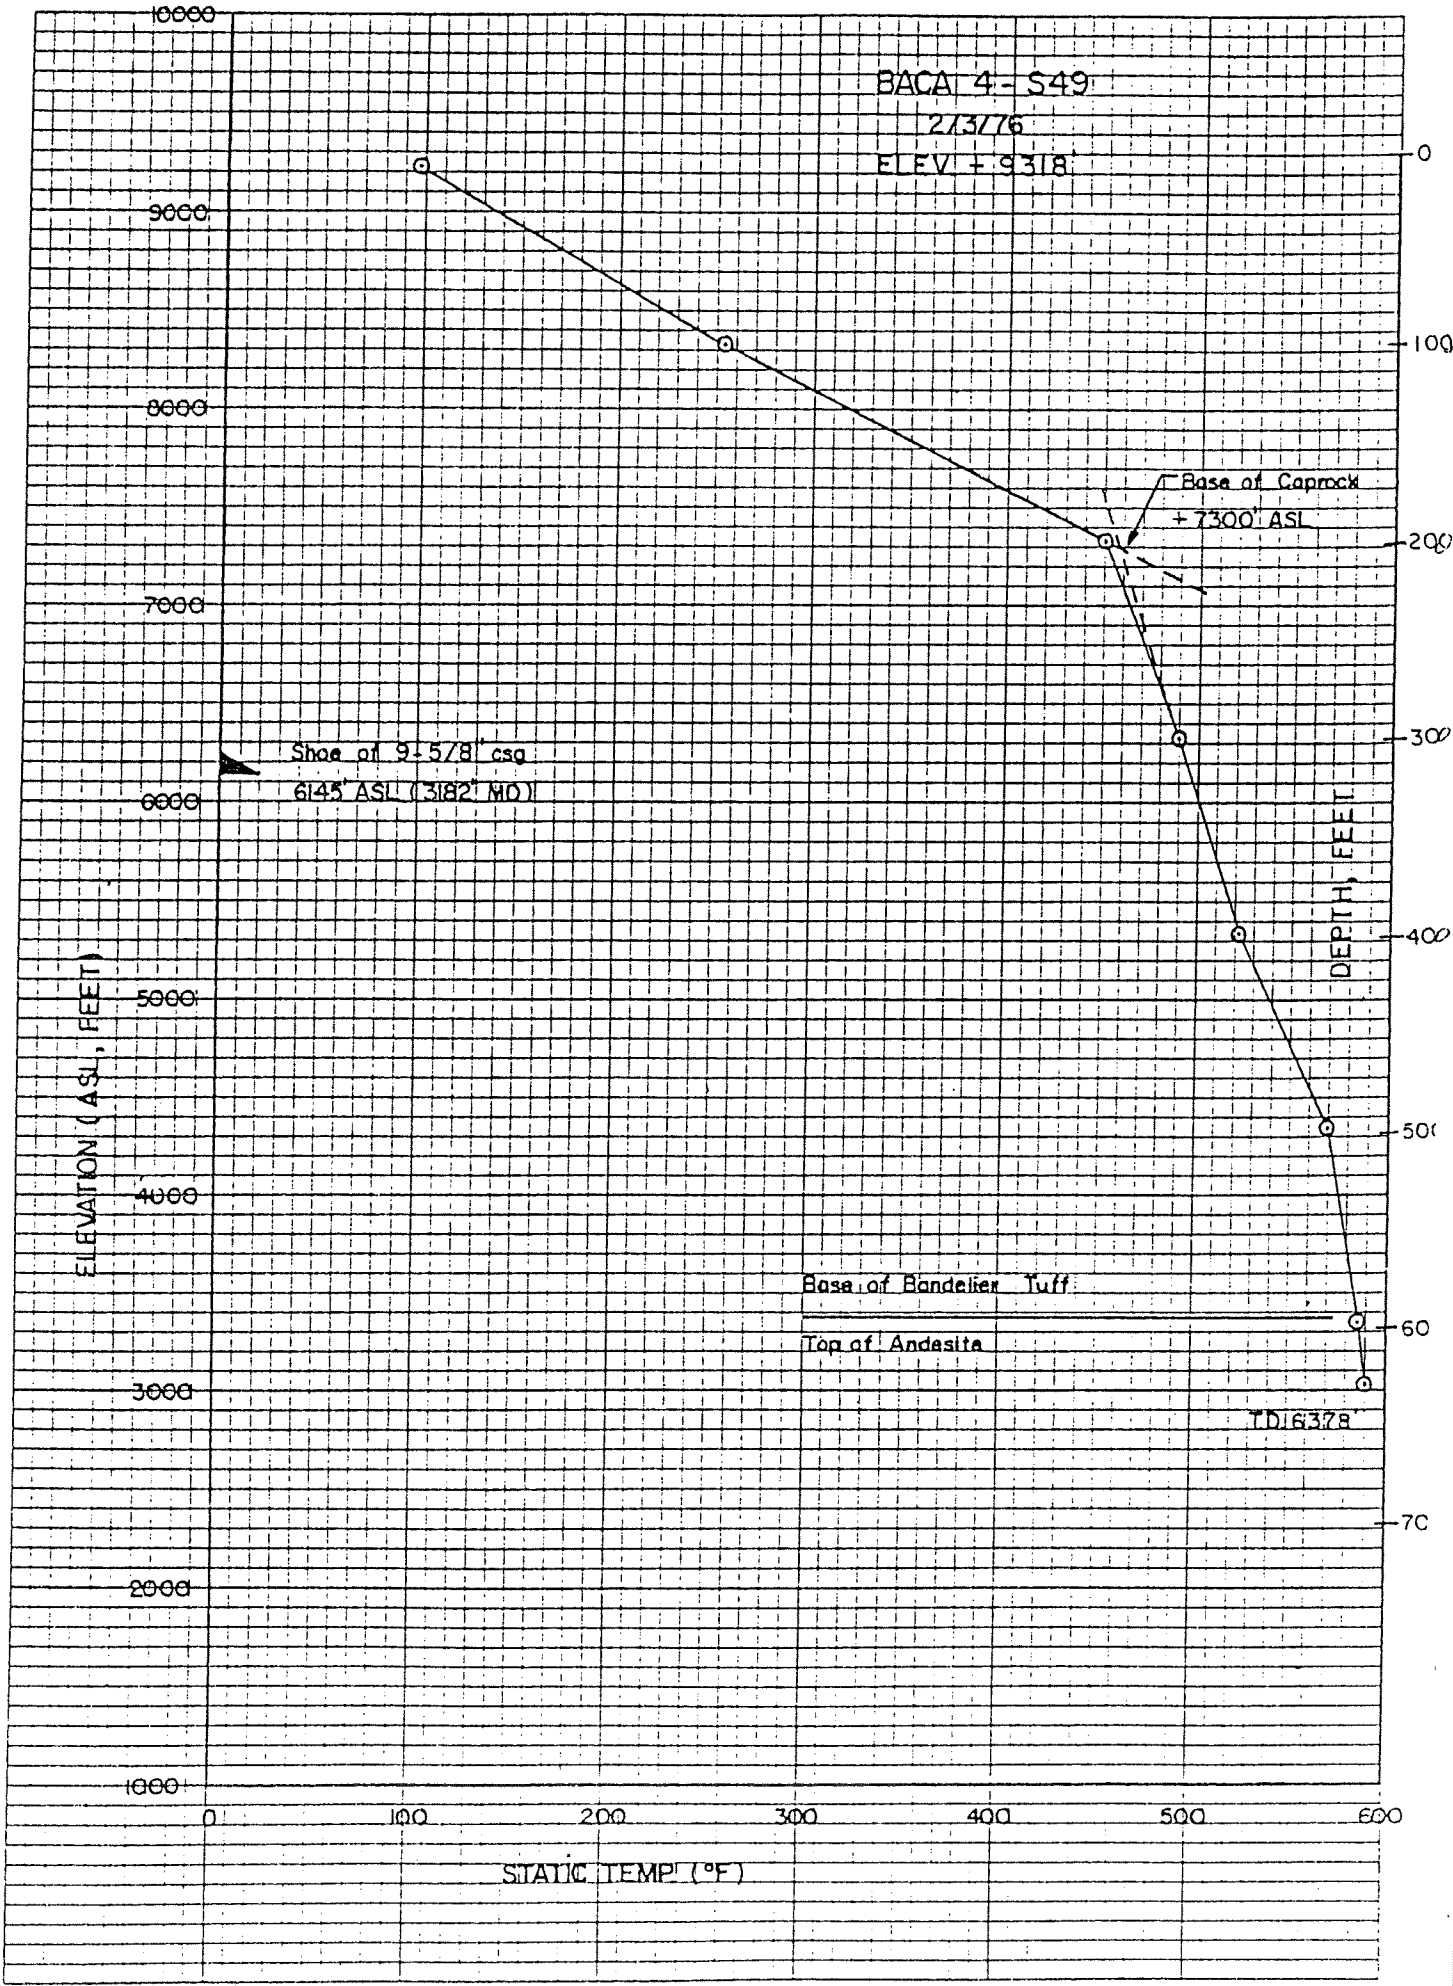 10000
BACA 4 - S49
2/3/76
ELEV. + 9318'
0
9000
100
8000
Base of Caprock
+ 7300' ASL
200
7000
300
Shoe of 9-5/8" csg
6145' ASL (3182' MD)
6000
DEPTH, FEET
400
ELEVATION (ASL, FEET)
5000
500
4000
Base of Bandelier Tuff
60
Top of Andesite
3000
TD 6378'
70
2000
1000
0 100 200 300 400 500 600
STATIC TEMP (°F)